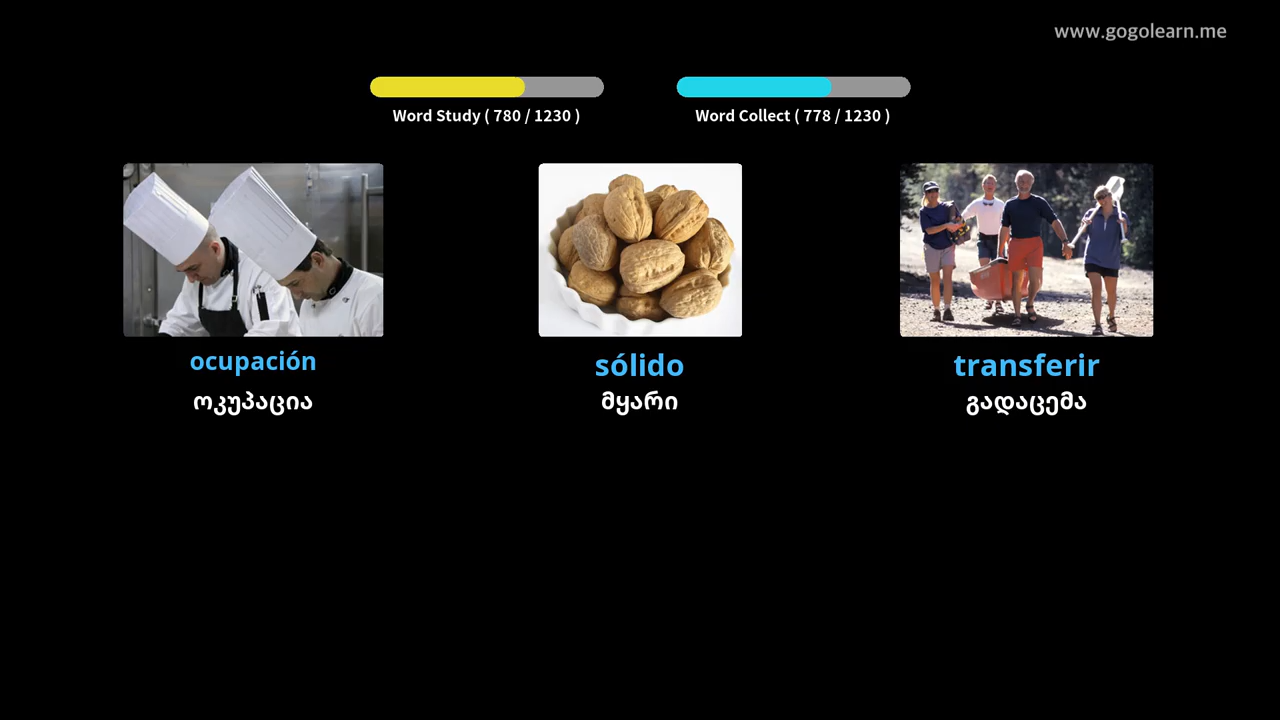 www.gogolearn.me
Word Study ( 780 / 1230 )
Word Collect ( 778 / 1230 )
ocupación
ოკუპაცია
sólido
მყარი
transferir
გადაცემა